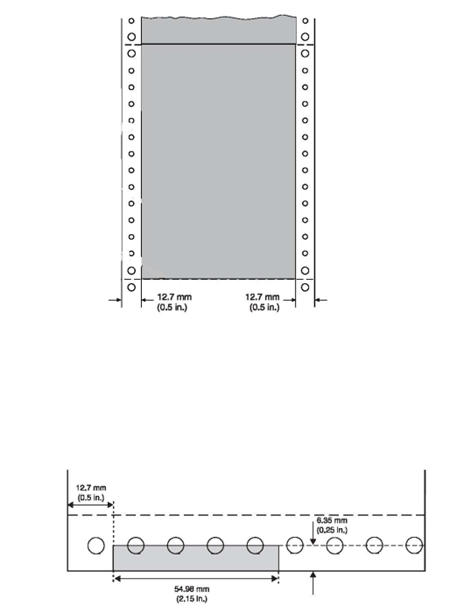 12.7 mm
(0.5 in.)
12.7 mm
(0.5 in.)
12,7 mm
(0.5 in.)
6.35 mm
(0.25 in.)
54.98 mm
(2.15 in.)